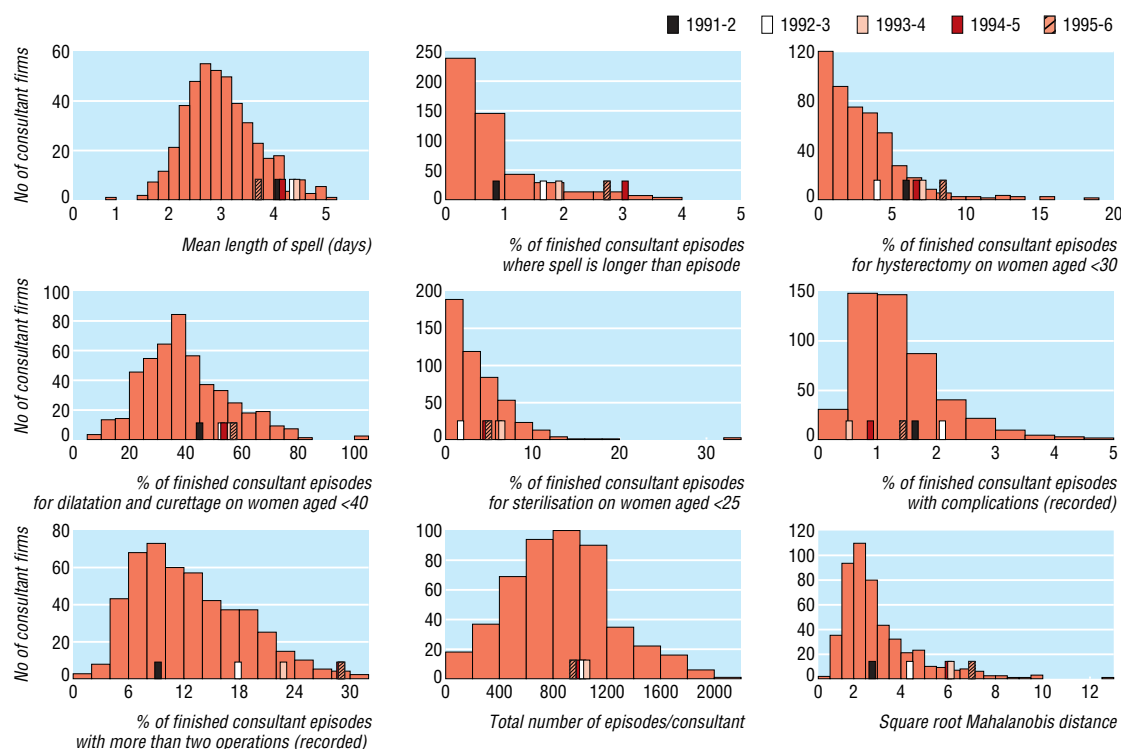 1991-2 1992-3 1993-4 1994-5 1995-6
No of consultant firms
60
40
20
0
0 1 2 3 4 5
Mean length of spell (days)
250
200
150
100
50
0
0 1 2 3 4 5
% of finished consultant episodes
where spell is longer than episode
120
80
40
0
0 5 10 15 20
% of finished consultant episodes
for hysterectomy on women aged <30
No of consultant firms
100
80
60
40
20
0
0 20 40 60 80 100
% of finished consultant episodes
for dilatation and curettage on women aged <40
200
150
100
50
0
0 10 20 30
% of finished consultant episodes
for sterilisation on women aged <25
150
100
50
0
0 1 2 3 4 5
% of finished consultant episodes
with complications (recorded)
No of consultant firms
80
60
40
20
0
0 6 12 18 24 30
% of finished consultant episodes
with more than two operations (recorded)
100
80
60
40
20
0
0 400 800 1200 1600 2000
Total number of episodes/consultant
120
100
80
60
40
20
0
0 2 4 6 8 10 12
Square root Mahalanobis distance